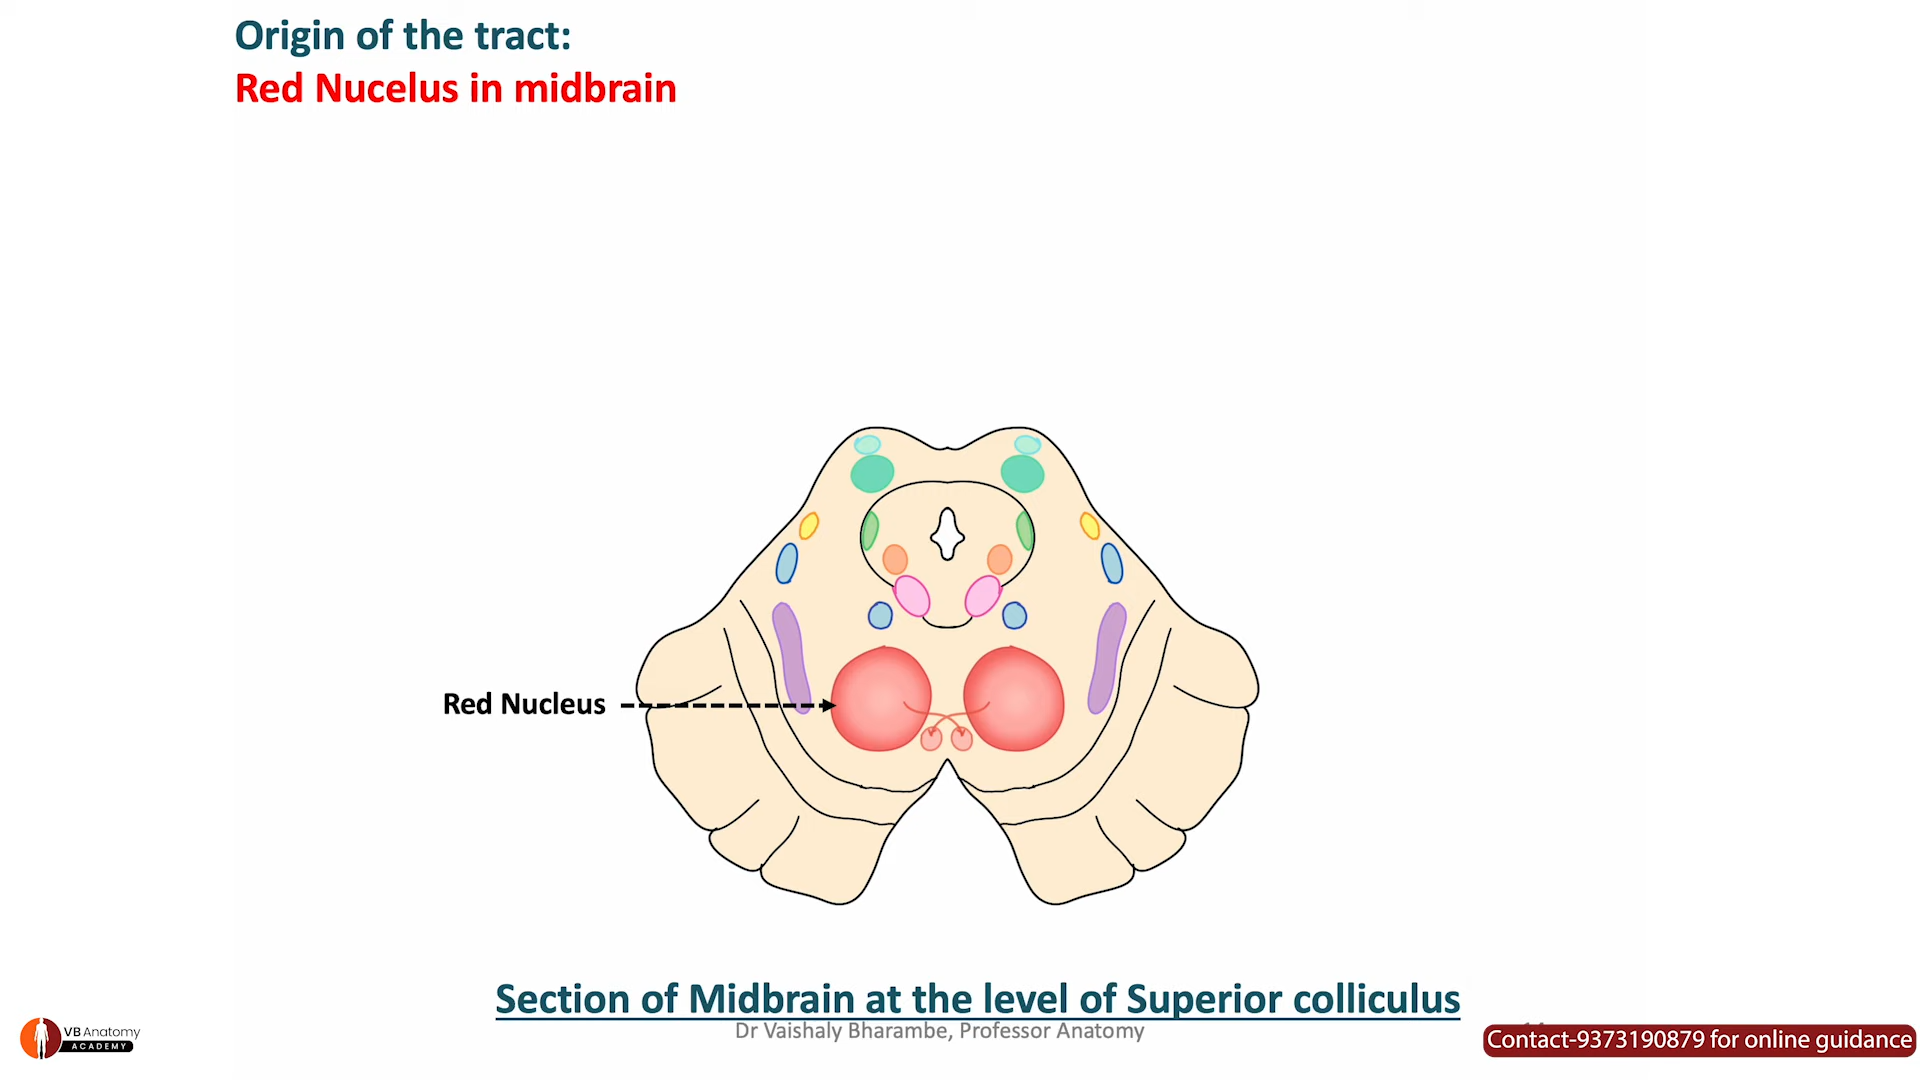 Origin of the tract:
Red Nucelus in midbrain
Red Nucleus
Section of Midbrain at the level of Superior colliculus
Dr Vaishaly Bharambe, Professor Anatomy
VB Anatomy
ACADEMY
Contact-9373190879 for online guidance